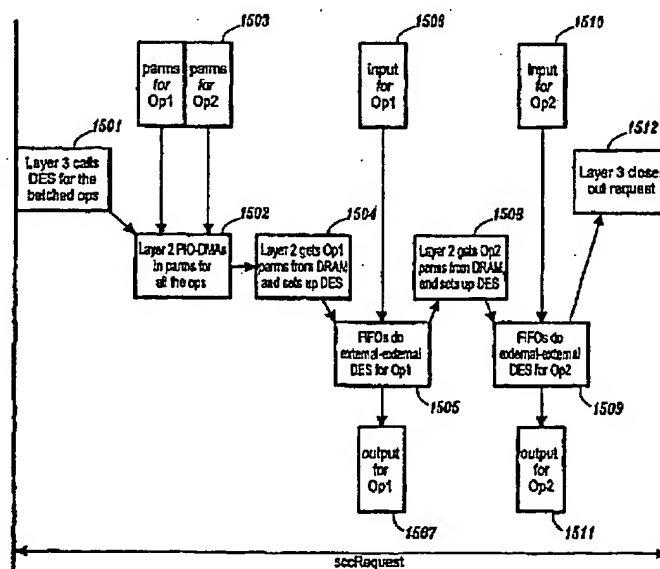 1503
1506
1510
parms
for
Op1
parms
for
Op2
input
for
Op1
input
for
Op2
1501
1512
Layer 3 calls
DES for the
batched ops
Layer 3 closes
out request
1502
1504
1508
Layer 2 PIO-DMAs
in parms for
all the ops
Layer 2 gets Op1
parms from DRAM
and sets up DES
Layer 2 gets Op2
parms from DRAM
and sets up DES
FIFOs do
external-external
DES for Op1
FIFOs do
external-external
DES for Op2
1505
1509
output
for
Op1
output
for
Op2
1507
1511
sccRequest